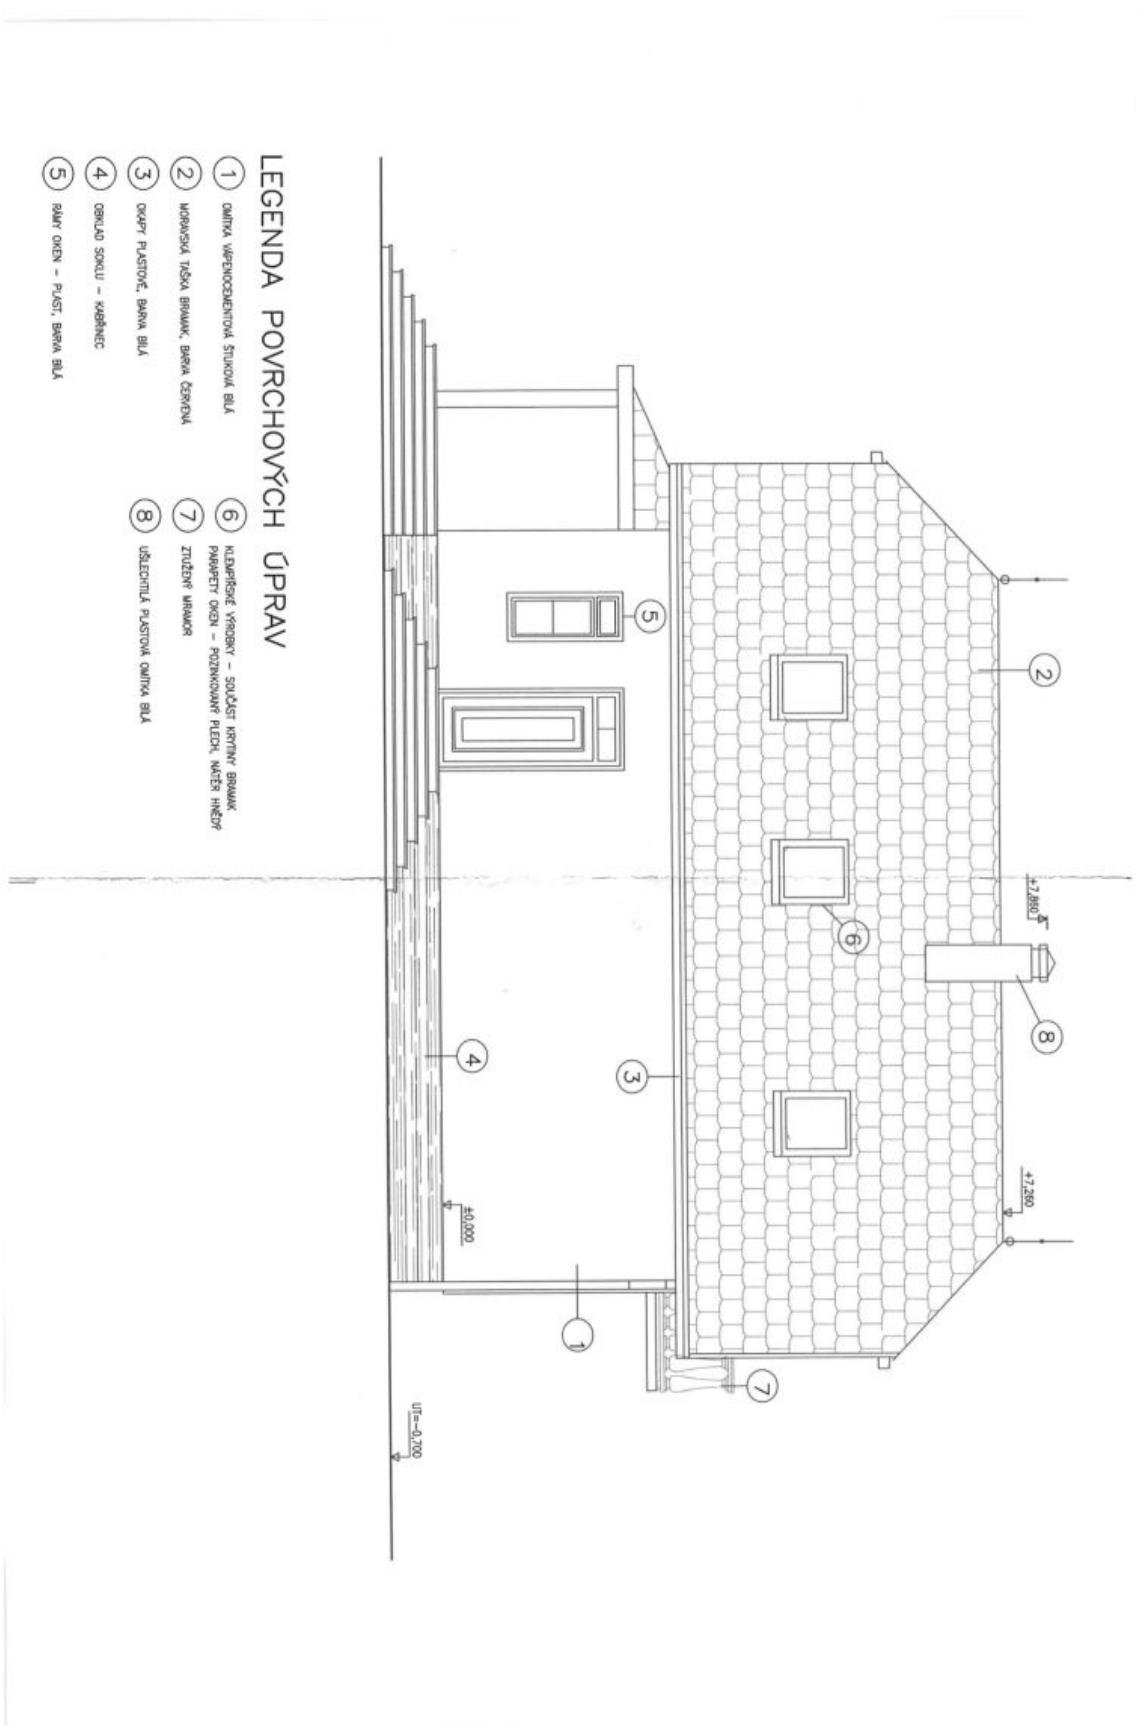 +7,860
+7,260
2
8
6
5
3
7
4
±0,000
1
UT=-0,700
LEGENDA POVRCHOVÝCH ÚPRAV
1 OMÍTKA VÁPENOCEMENTOVÁ ŠTUKOVÁ BÍLÁ
2 MORAVSKÁ TAŠKA BRAMAK, BARVA ČERVENÁ
3 OKAPY PLASTOVÉ, BARVA BÍLÁ
4 OBKLAD SOKLU - KABŘINEC
5 RÁMY OKEN - PLAST, BARVA BÍLÁ
6 KLEMPÍŘSKÉ VÝROBKY - SOUČÁST KRYTINY BRAMAK
PARAPETY OKEN - POZINKOVANÝ PLECH, NÁTĚR HNĚDÝ
7 ZTUŽENÝ MRAMOR
8 UŠLECHTILÁ PLASTOVÁ OMÍTKA BÍLÁ